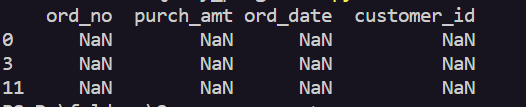 ord_no purch_amt ord_date customer_id
0 NaN NaN NaN NaN
3 NaN NaN NaN NaN
11 NaN NaN NaN NaN